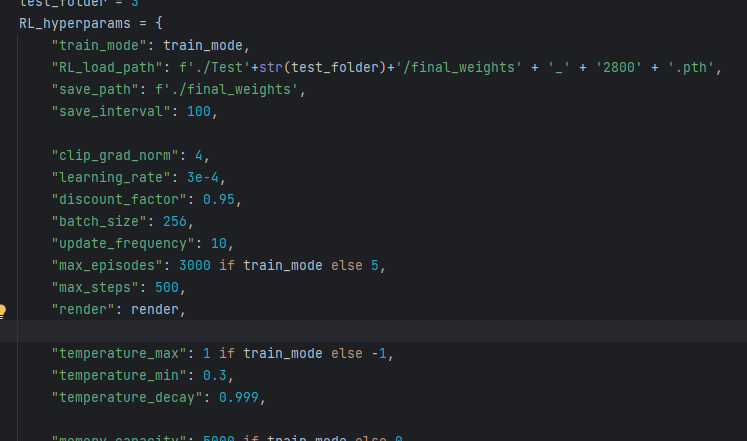 test_folder = 3
RL_hyperparams = {
"train_mode": train_mode,
"RL_load_path": f'./Test'+str(test_folder)+'/final_weights' + '_' + '2800' + '.pth',
"save_path": f'./final_weights',
"save_interval": 100,
"clip_grad_norm": 4,
"learning_rate": 3e-4,
"discount_factor": 0.95,
"batch_size": 256,
"update_frequency": 10,
"max_episodes": 3000 if train_mode else 5,
"max_steps": 500,
"render": render,
"temperature_max": 1 if train_mode else -1,
"temperature_min": 0.3,
"temperature_decay": 0.999,
"memory_capacity": 5000 if train_mode else 0